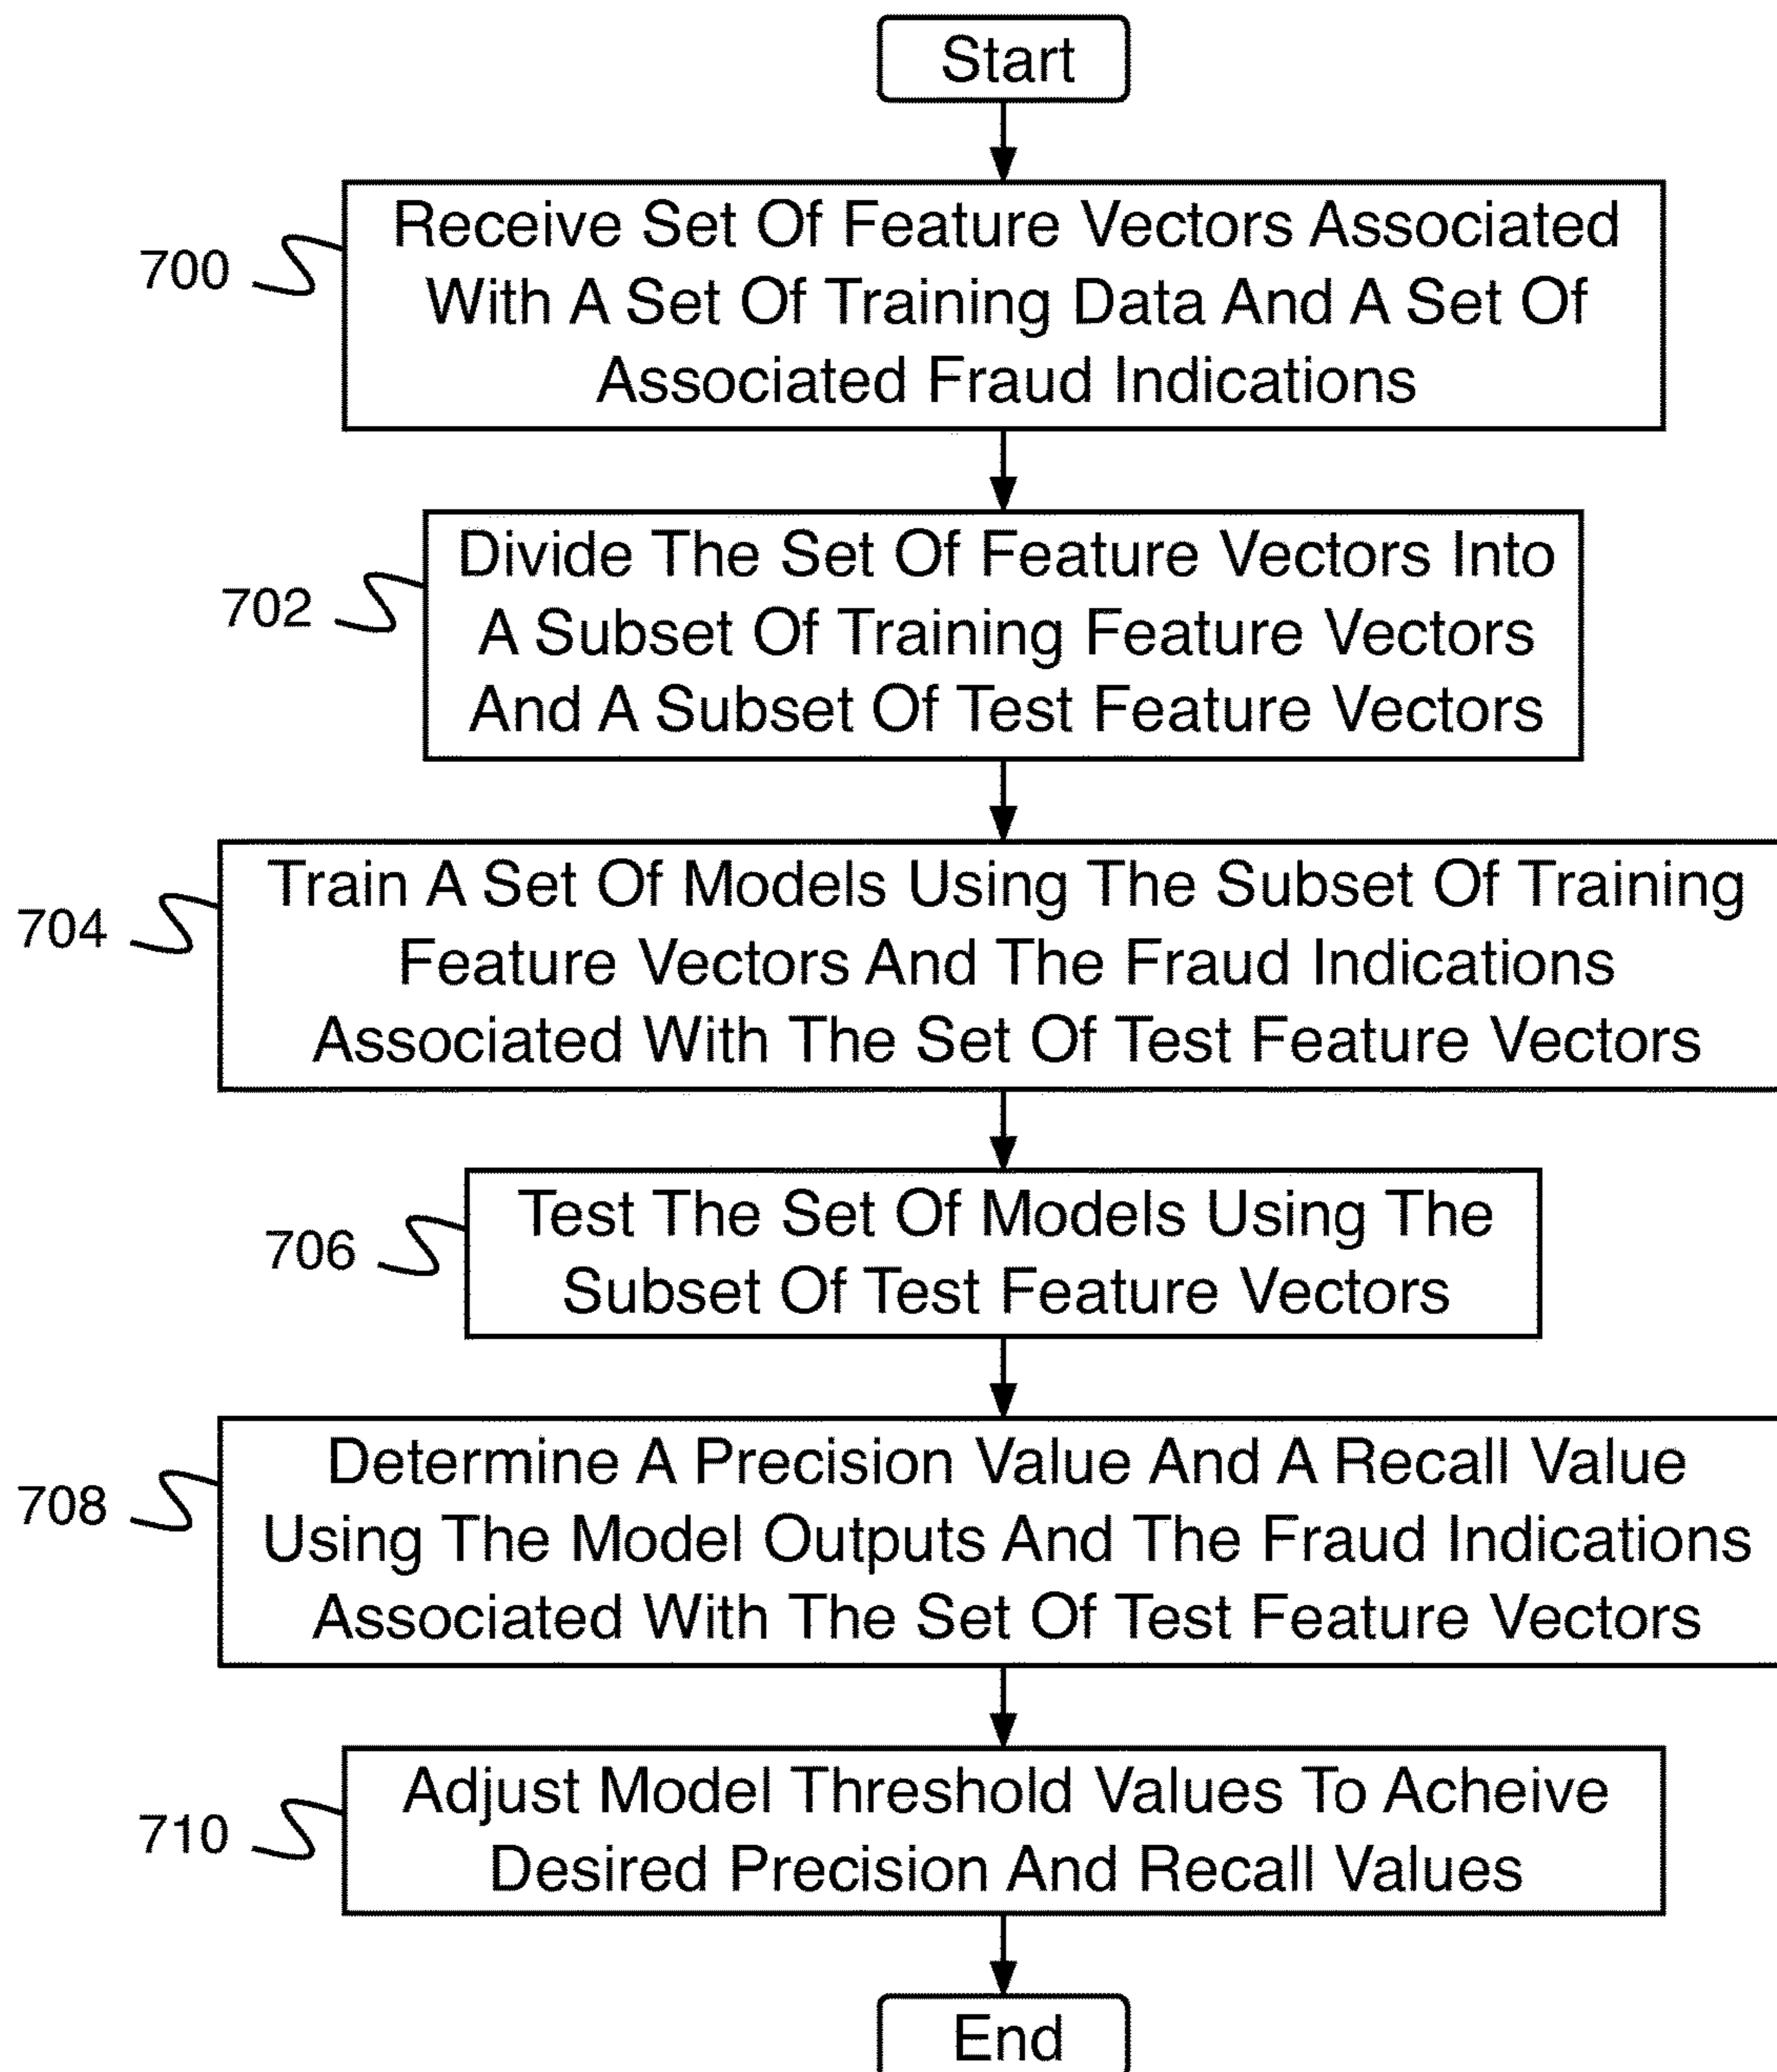 Start
700
Receive Set Of Feature Vectors Associated
With A Set Of Training Data And A Set Of
Associated Fraud Indications
702
Divide The Set Of Feature Vectors Into
A Subset Of Training Feature Vectors
And A Subset Of Test Feature Vectors
704
Train A Set Of Models Using The Subset Of Training
Feature Vectors And The Fraud Indications
Associated With The Set Of Test Feature Vectors
706
Test The Set Of Models Using The
Subset Of Test Feature Vectors
708
Determine A Precision Value And A Recall Value
Using The Model Outputs And The Fraud Indications
Associated With The Set Of Test Feature Vectors
710
Adjust Model Threshold Values To Acheive
Desired Precision And Recall Values
End